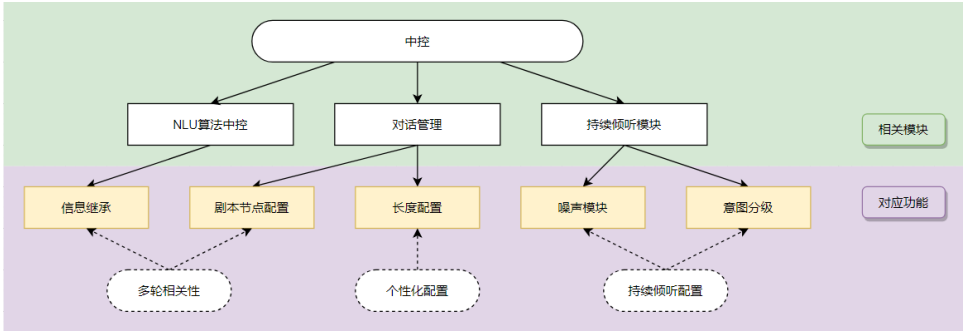 中控
NLU算法中控
对话管理
持续倾听模块
相关模块
信息继承
剧本节点配置
长度配置
噪声模块
意图分级
对应功能
多轮相关性
个性化配置
持续倾听配置